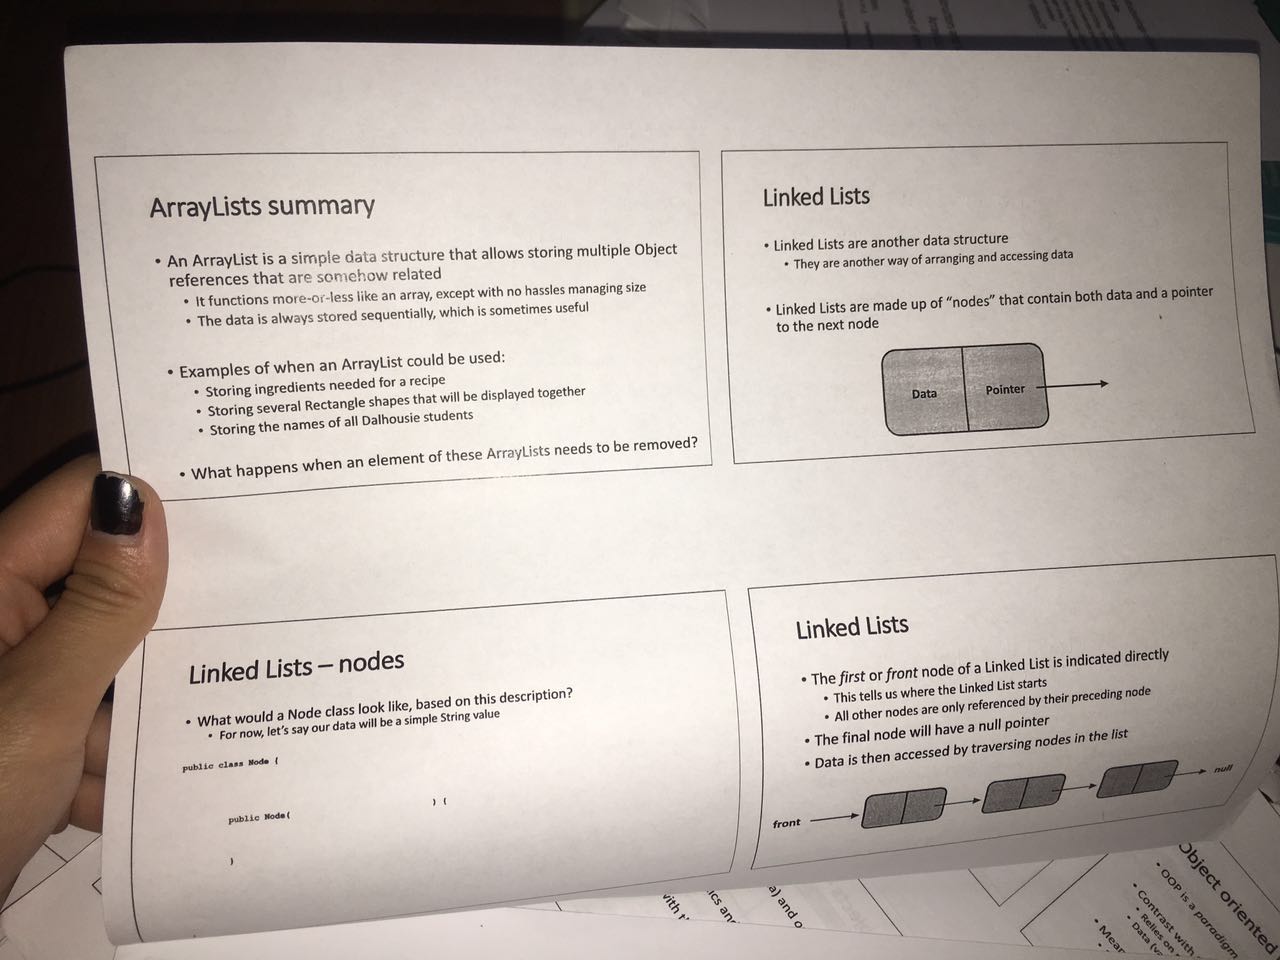 ArrayLists summary
• An ArrayList is a simple data structure that allows storing multiple Object
references that are somehow related
• It functions more-or-less like an array, except with no hassles managing size
• The data is always stored sequentially, which is sometimes useful
• Examples of when an ArrayList could be used:
• Storing ingredients needed for a recipe
• Storing several Rectangle shapes that will be displayed together
• Storing the names of all Dalhousie students
• What happens when an element of these ArrayLists needs to be removed?
Linked Lists
• Linked Lists are another data structure
• They are another way of arranging and accessing data
• Linked Lists are made up of “nodes” that contain both data and a pointer
to the next node
Data Pointer
Linked Lists – nodes
• What would a Node class look like, based on this description?
• For now, let's say our data will be a simple String value
public class Node {
public Node( ) {
}
Linked Lists
• The first or front node of a Linked List is indicated directly
• This tells us where the Linked List starts
• All other nodes are only referenced by their preceding node
• The final node will have a null pointer
• Data is then accessed by traversing nodes in the list
front null
Object oriented
• OOP is a paradigm
• Contrast with
• Relies on
• Data
a) and o